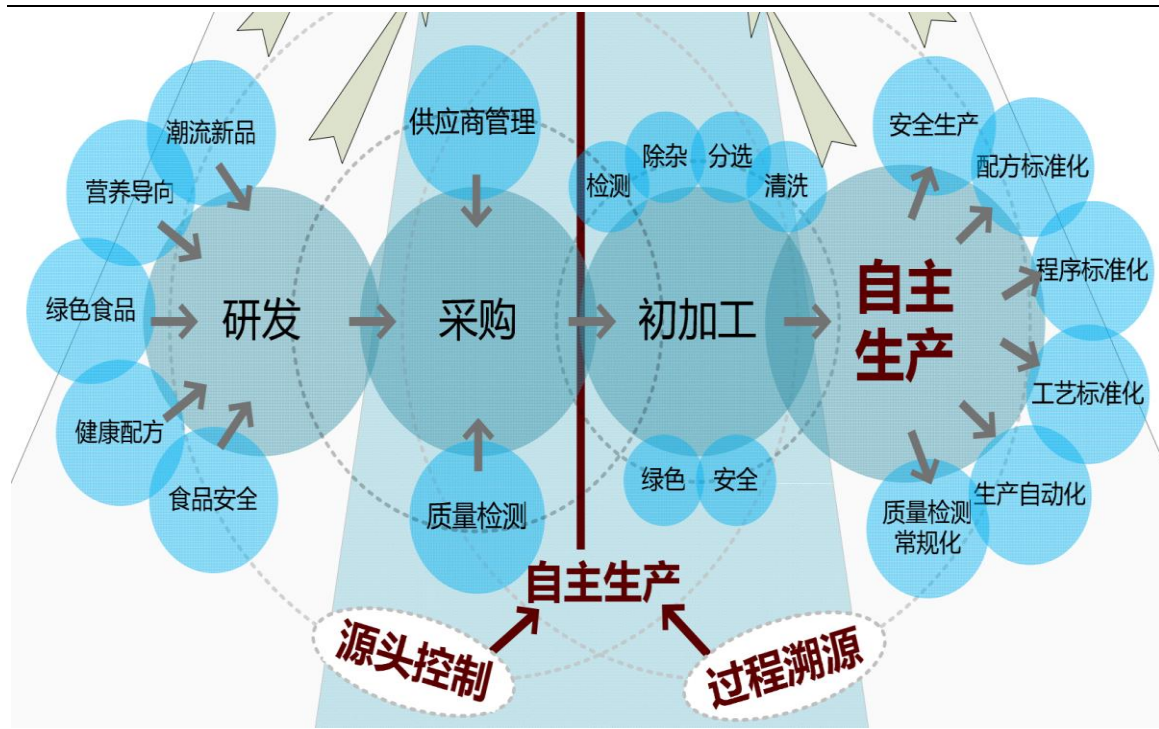 潮流新品
营养导向
绿色食品
健康配方
食品安全
研发
供应商管理
采购
质量检测
检测
除杂
分选
清洗
初加工
绿色
安全
自主
生产
安全生产
配方标准化
程序标准化
工艺标准化
生产自动化
质量检测
常规化
自主生产
源头控制
过程溯源